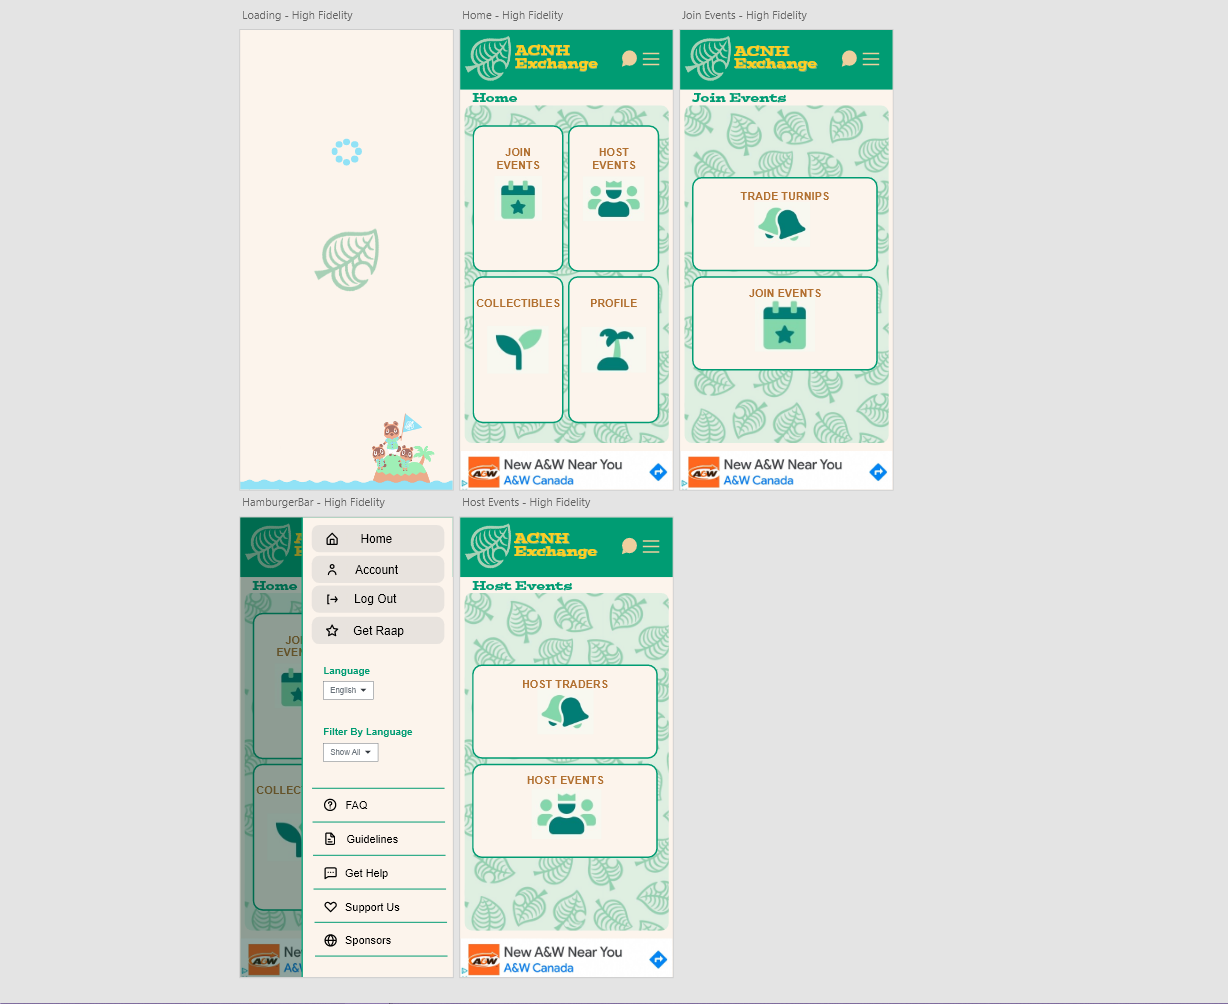 Loading - High Fidelity
Home - High Fidelity
ACNH
Exchange
Home
JOIN
EVENTS
HOST
EVENTS
COLLECTIBLES
PROFILE
A&W
New A&W Near You
A&W Canada
Join Events - High Fidelity
ACNH
Exchange
Join Events
TRADE TURNIPS
JOIN EVENTS
A&W
New A&W Near You
A&W Canada
HamburgerBar - High Fidelity
A
E
Home
JOI
EVEN
COLLEC
A&W
Ne
A&W
Home
Account
Log Out
Get Raap
Language
English
Filter By Language
Show All
FAQ
Guidelines
Get Help
Support Us
Sponsors
Host Events - High Fidelity
ACNH
Exchange
Host Events
HOST TRADERS
HOST EVENTS
A&W
New A&W Near You
A&W Canada